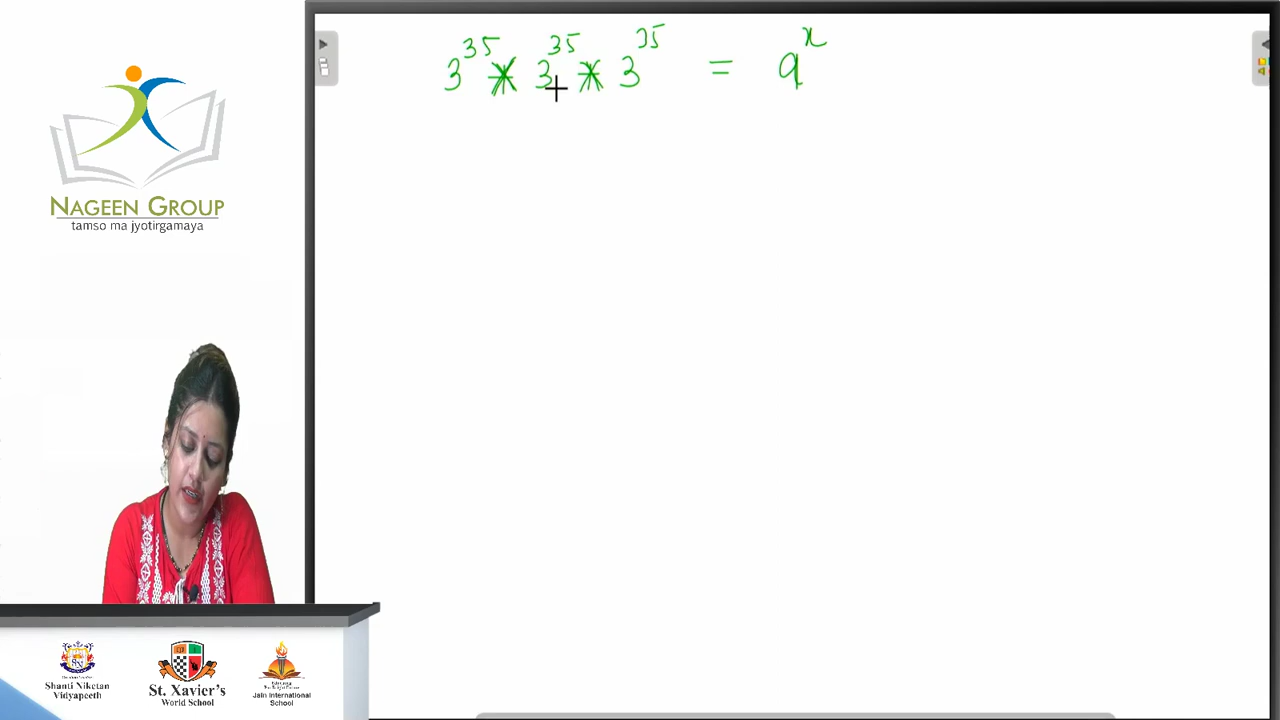 3^35 * 3^35 * 3^35 = 9^x
NAGEEN GROUP
tamso ma jyotirgamaya
Shanti Niketan
Vidyapeeth
St. Xavier's
World School
Jain International
School